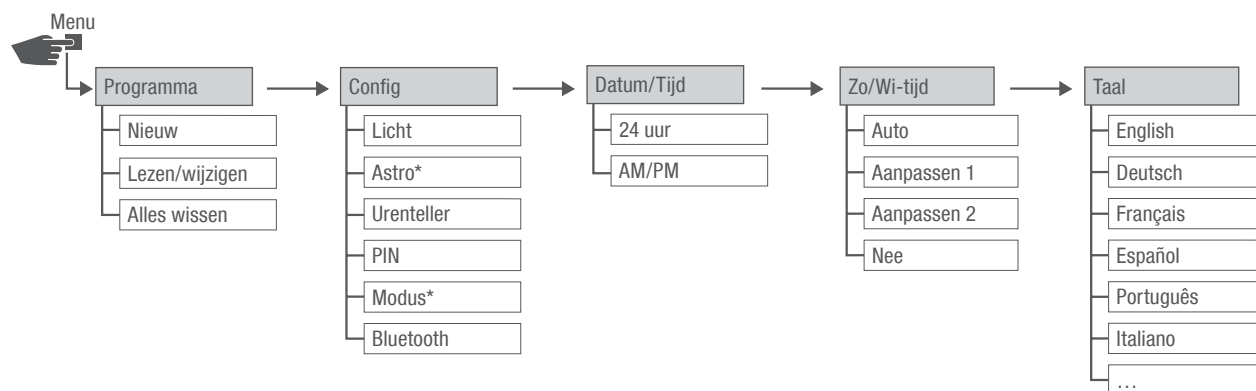 Menu
Programma
Nieuw
Lezen/wijzigen
Alles wissen
Config
Licht
Astro*
Urenteller
PIN
Modus*
Bluetooth
Datum/Tijd
24 uur
AM/PM
Zo/Wi-tijd
Auto
Aanpassen 1
Aanpassen 2
Nee
Taal
English
Deutsch
Français
Español
Português
Italiano
...